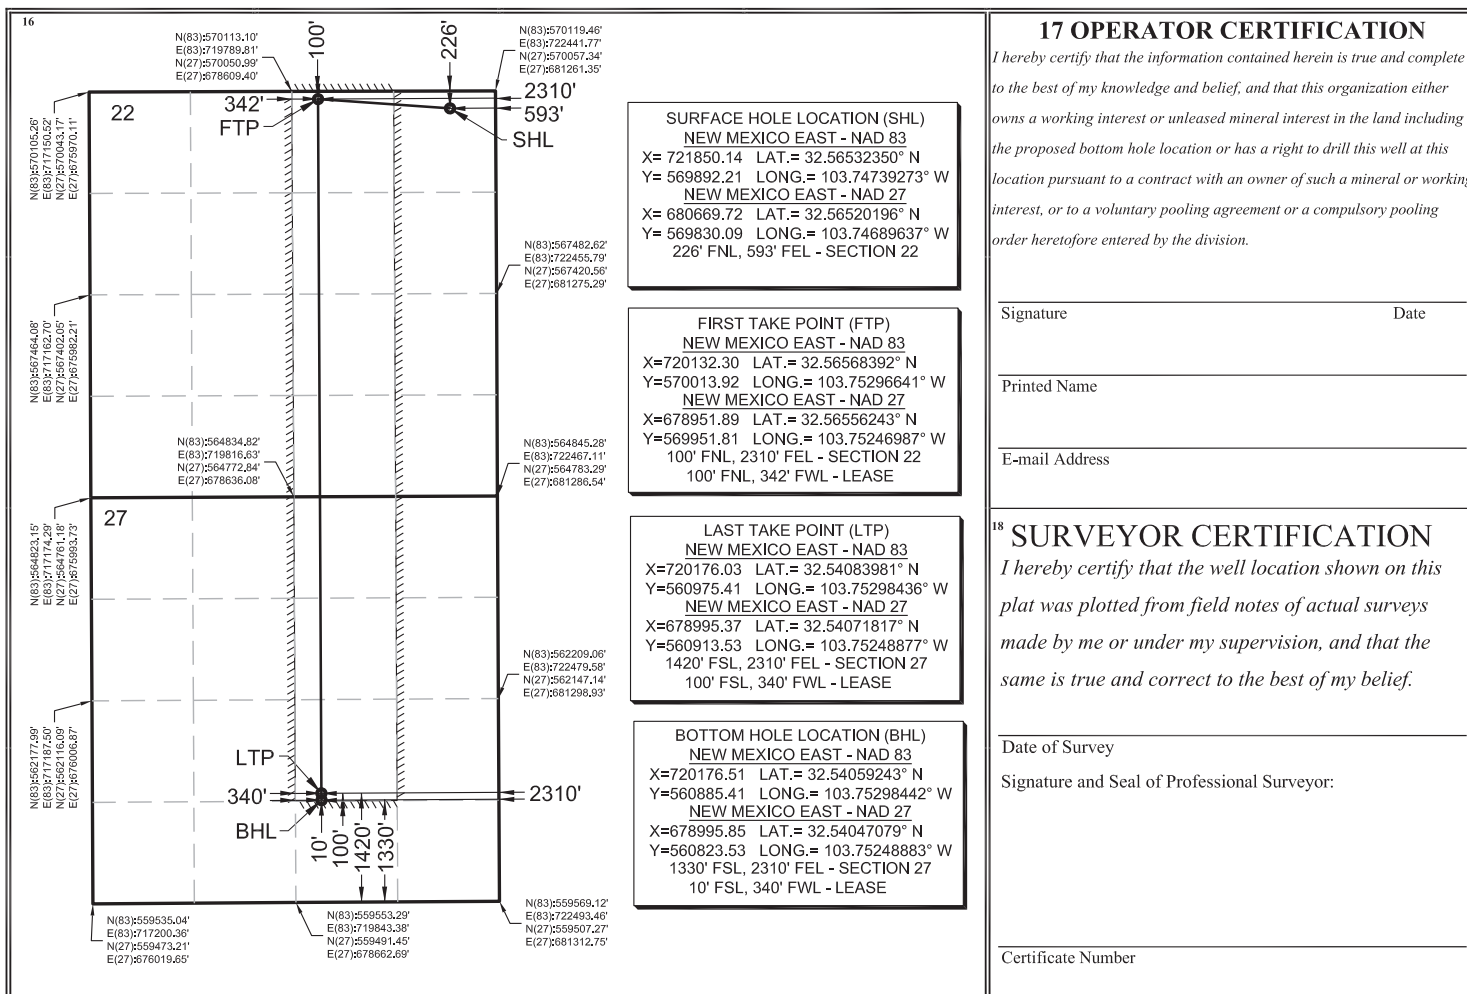 16
N(83):570113.10'
E(83):719789.81'
N(27):570050.99'
E(27):678609.40'
100'
226'
N(83):570119.46'
E(83):722441.77'
N(27):570057.34'
E(27):681261.35'
342'
FTP
2310'
593'
SHL
22
N(83):570105.26'
E(83):717150.52'
N(27):570043.17'
E(27):675970.11'
N(83):567482.62'
E(83):722455.79'
N(27):567420.56'
E(27):681275.29'
N(83):567464.08'
E(83):717162.70'
N(27):567402.05'
E(27):675982.21'
N(83):564834.82'
E(83):719816.63'
N(27):564772.84'
E(27):678636.08'
N(83):564845.28'
E(83):722467.11'
N(27):564783.29'
E(27):681286.54'
27
N(83):564823.15'
E(83):717174.29'
N(27):564761.18'
E(27):675993.73'
N(83):562209.06'
E(83):722479.58'
N(27):562147.14'
E(27):681298.93'
N(83):562177.99'
E(83):717187.50'
N(27):562116.09'
E(27):676006.87'
LTP
340'
BHL
2310'
10'
100'
1420'
1330'
N(83):559535.04'
E(83):717200.36'
N(27):559473.21'
E(27):676019.65'
N(83):559553.29'
E(83):719843.38'
N(27):559491.45'
E(27):678662.69'
N(83):559569.12'
E(83):722493.46'
N(27):559507.27'
E(27):681312.75'
SURFACE HOLE LOCATION (SHL)
NEW MEXICO EAST - NAD 83
X= 721850.14 LAT.= 32.56532350° N
Y= 569892.21 LONG.= 103.74739273° W
NEW MEXICO EAST - NAD 27
X= 680669.72 LAT.= 32.56520196° N
Y= 569830.09 LONG.= 103.74689637° W
226' FNL, 593' FEL - SECTION 22
FIRST TAKE POINT (FTP)
NEW MEXICO EAST - NAD 83
X=720132.30 LAT.= 32.56568392° N
Y=570013.92 LONG.= 103.75296641° W
NEW MEXICO EAST - NAD 27
X=678951.89 LAT.= 32.56556243° N
Y=569951.81 LONG.= 103.75246987° W
100' FNL, 2310' FEL - SECTION 22
100' FNL, 342' FWL - LEASE
LAST TAKE POINT (LTP)
NEW MEXICO EAST - NAD 83
X=720176.03 LAT.= 32.54083981° N
Y=560975.41 LONG.= 103.75298436° W
NEW MEXICO EAST - NAD 27
X=678995.37 LAT.= 32.54071817° N
Y=560913.53 LONG.= 103.75248877° W
1420' FSL, 2310' FEL - SECTION 27
100' FSL, 340' FWL - LEASE
BOTTOM HOLE LOCATION (BHL)
NEW MEXICO EAST - NAD 83
X=720176.51 LAT.= 32.54059243° N
Y=560885.41 LONG.= 103.75298442° W
NEW MEXICO EAST - NAD 27
X=678995.85 LAT.= 32.54047079° N
Y=560823.53 LONG.= 103.75248883° W
1330' FSL, 2310' FEL - SECTION 27
10' FSL, 340' FWL - LEASE
17 OPERATOR CERTIFICATION
I hereby certify that the information contained herein is true and complete
to the best of my knowledge and belief, and that this organization either
owns a working interest or unleased mineral interest in the land including
the proposed bottom hole location or has a right to drill this well at this
location pursuant to a contract with an owner of such a mineral or working
interest, or to a voluntary pooling agreement or a compulsory pooling
order heretofore entered by the division.
Signature Date
Printed Name
E-mail Address
18 SURVEYOR CERTIFICATION
I hereby certify that the well location shown on this
plat was plotted from field notes of actual surveys
made by me or under my supervision, and that the
same is true and correct to the best of my belief.
Date of Survey
Signature and Seal of Professional Surveyor:
Certificate Number